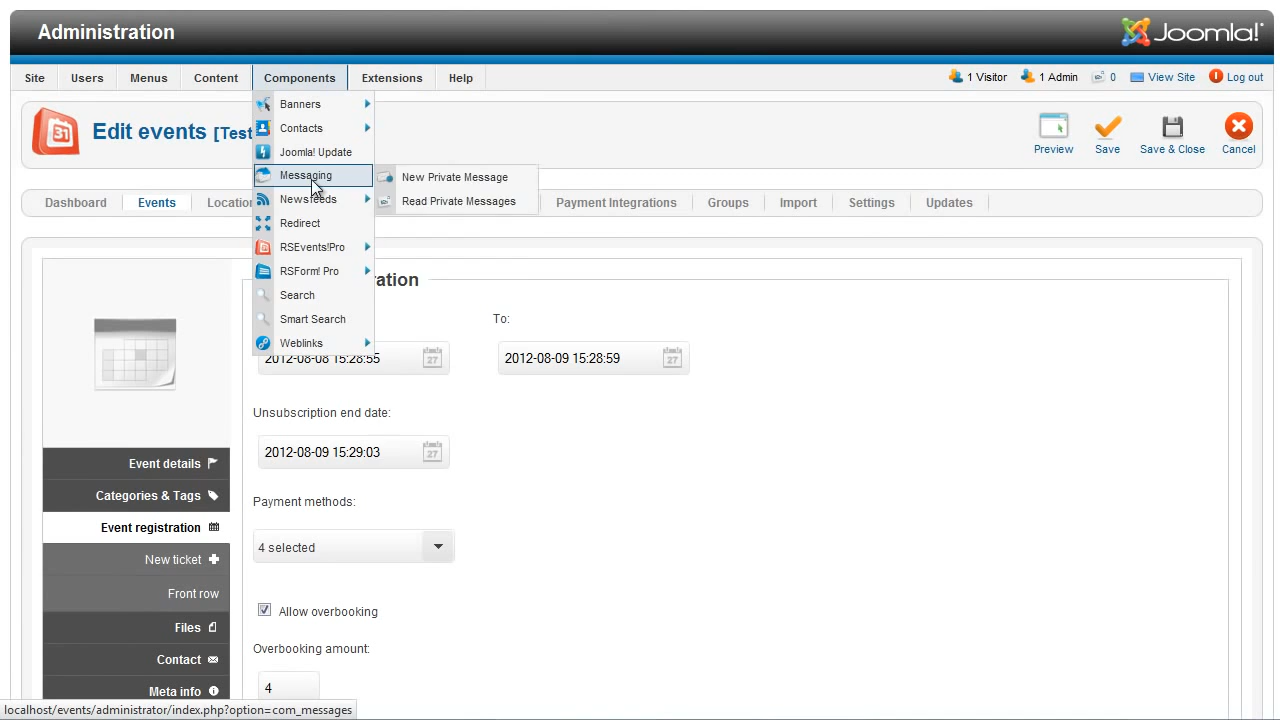 Administration
Joomla!
Site Users Menus Content Components Extensions Help 1 Visitor 1 Admin 0 View Site Log out
Banners
Contacts
Joomla! Update
Messaging
Newsfeeds
Redirect
RSEvents!Pro
RSForm! Pro
Search
Smart Search
Weblinks
New Private Message
Read Private Messages
31
Edit events [Test
Preview Save Save & Close Cancel
Dashboard Events Payment Integrations Groups Import Settings Updates
To:
2012-08-08 15:28:55 27 2012-08-09 15:28:59 27
Unsubscription end date:
2012-08-09 15:29:03 27
Payment methods:
4 selected
Allow overbooking
Overbooking amount:
4
Event details
Categories & Tags
Event registration
New ticket
Front row
Files
Contact
Meta info
localhost/events/administrator/index.php?option=com_messages